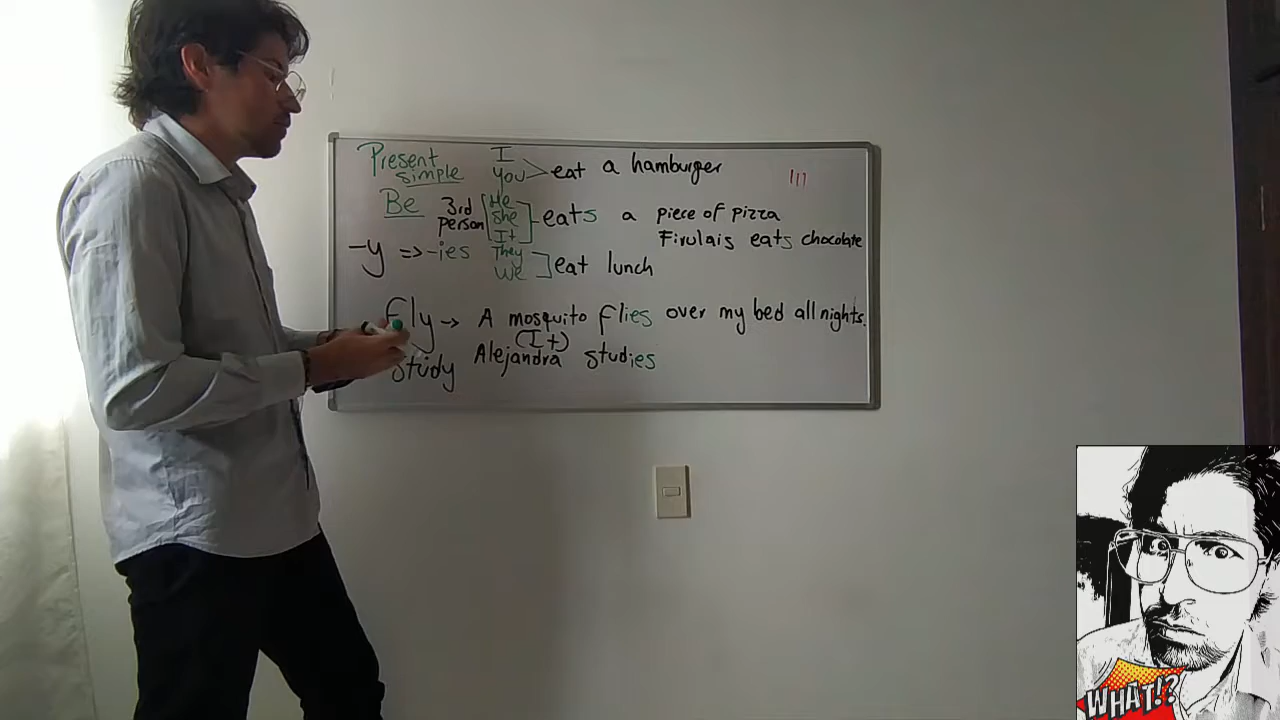 Present simple
I
you
eat a hamburger
Be
3rd person
He
She
It
eats a piece of pizza
Firulais eats chocolate
-y => -ies
They
We
eat lunch
Fly -> A mosquito flies over my bed all nights.
(It)
Study Alejandra studies
WHAT!?